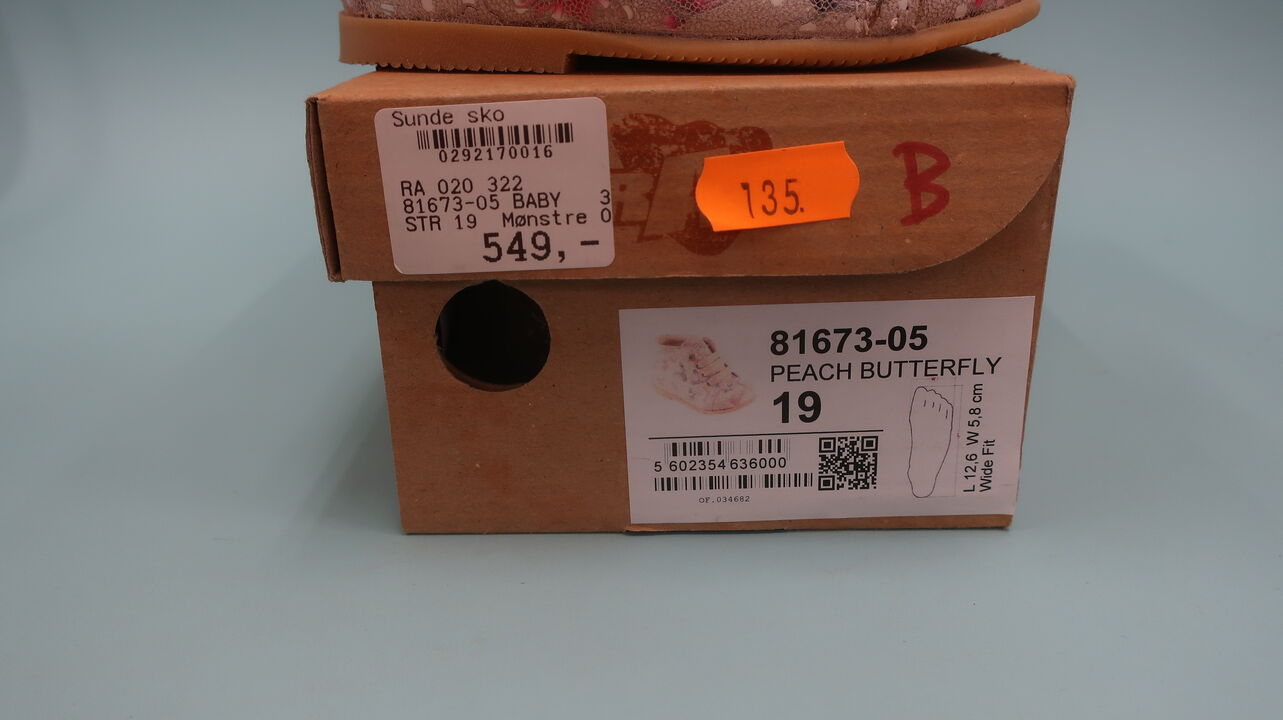 Sunde sko
0292170016
RA 020 322
81673-05 BABY 3
STR 19 Mønstre 0
549,-
135.
B
81673-05
PEACH BUTTERFLY
19
5 602354 636000
OF.034682
L 12,6 W 5,8 cm
Wide Fit